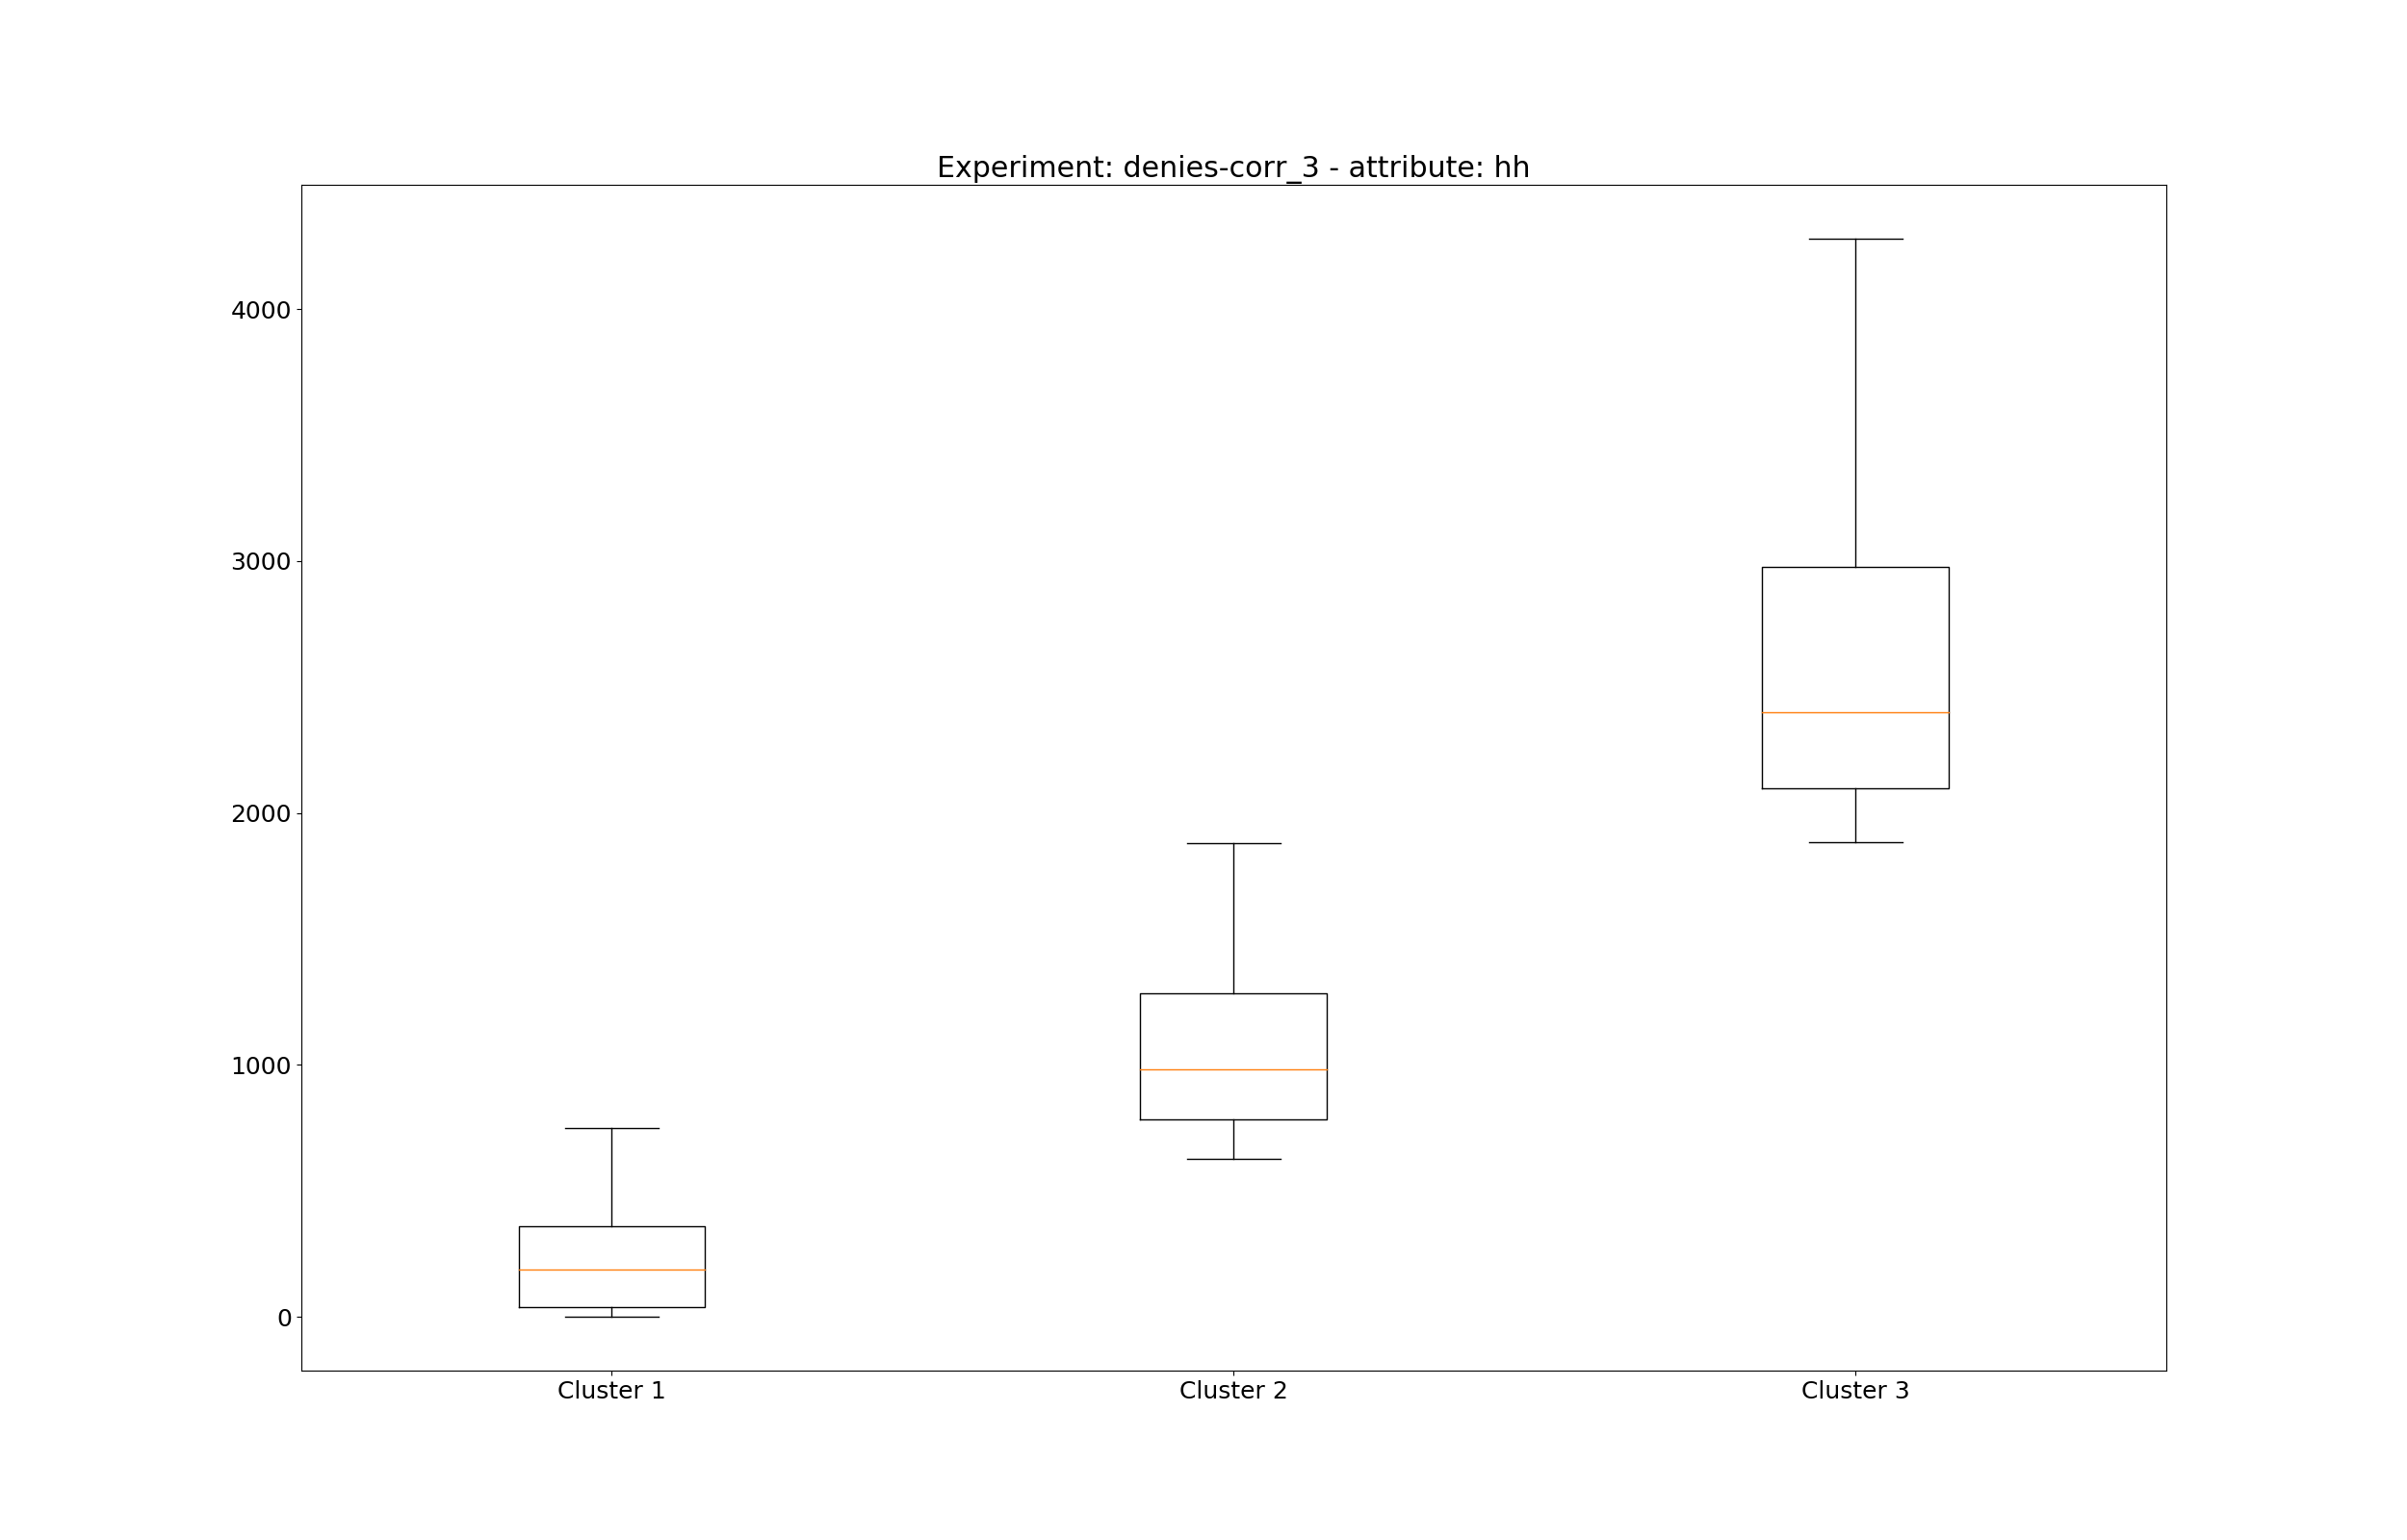 Experiment: denies-corr_3 - attribute: hh
4000
3000
2000
1000
0
Cluster 1 Cluster 2 Cluster 3